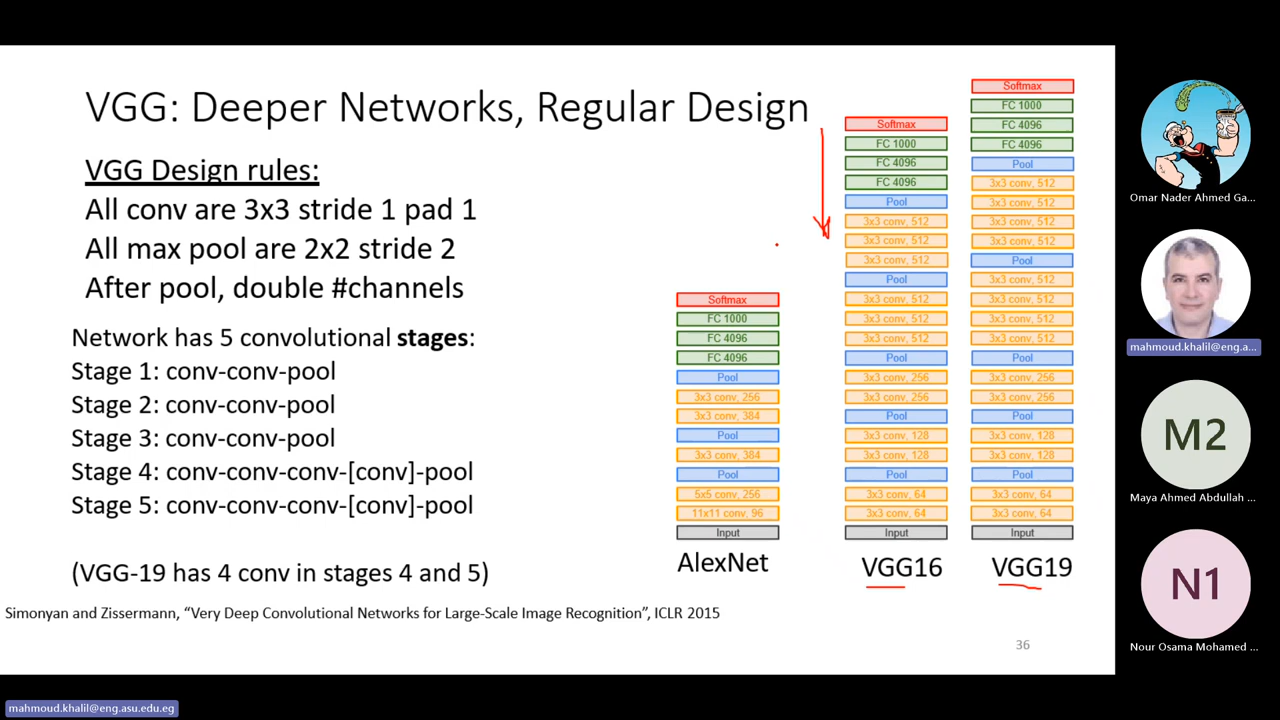 VGG: Deeper Networks, Regular Design
VGG Design rules:
All conv are 3x3 stride 1 pad 1
All max pool are 2x2 stride 2
After pool, double #channels
Network has 5 convolutional stages:
Stage 1: conv-conv-pool
Stage 2: conv-conv-pool
Stage 3: conv-conv-pool
Stage 4: conv-conv-conv-[conv]-pool
Stage 5: conv-conv-conv-[conv]-pool
(VGG-19 has 4 conv in stages 4 and 5)
Simonyan and Zissermann, “Very Deep Convolutional Networks for Large-Scale Image Recognition”, ICLR 2015
Softmax
FC 1000
FC 4096
FC 4096
Pool
3x3 conv, 256
3x3 conv, 384
Pool
3x3 conv, 384
Pool
5x5 conv, 256
11x11 conv, 96
Input
AlexNet
Softmax
FC 1000
FC 4096
FC 4096
Pool
3x3 conv, 512
3x3 conv, 512
3x3 conv, 512
Pool
3x3 conv, 512
3x3 conv, 512
3x3 conv, 512
Pool
3x3 conv, 256
3x3 conv, 256
Pool
3x3 conv, 128
3x3 conv, 128
Pool
3x3 conv, 64
3x3 conv, 64
Input
VGG16
Softmax
FC 1000
FC 4096
FC 4096
Pool
3x3 conv, 512
3x3 conv, 512
3x3 conv, 512
3x3 conv, 512
Pool
3x3 conv, 512
3x3 conv, 512
3x3 conv, 512
3x3 conv, 512
Pool
3x3 conv, 256
3x3 conv, 256
Pool
3x3 conv, 128
3x3 conv, 128
Pool
3x3 conv, 64
3x3 conv, 64
Input
VGG19
36
Omar Nader Ahmed Ga...
mahmoud.khalil@eng.a...
M2
Maya Ahmed Abdullah ...
N1
Nour Osama Mohamed ...
mahmoud.khalil@eng.asu.edu.eg